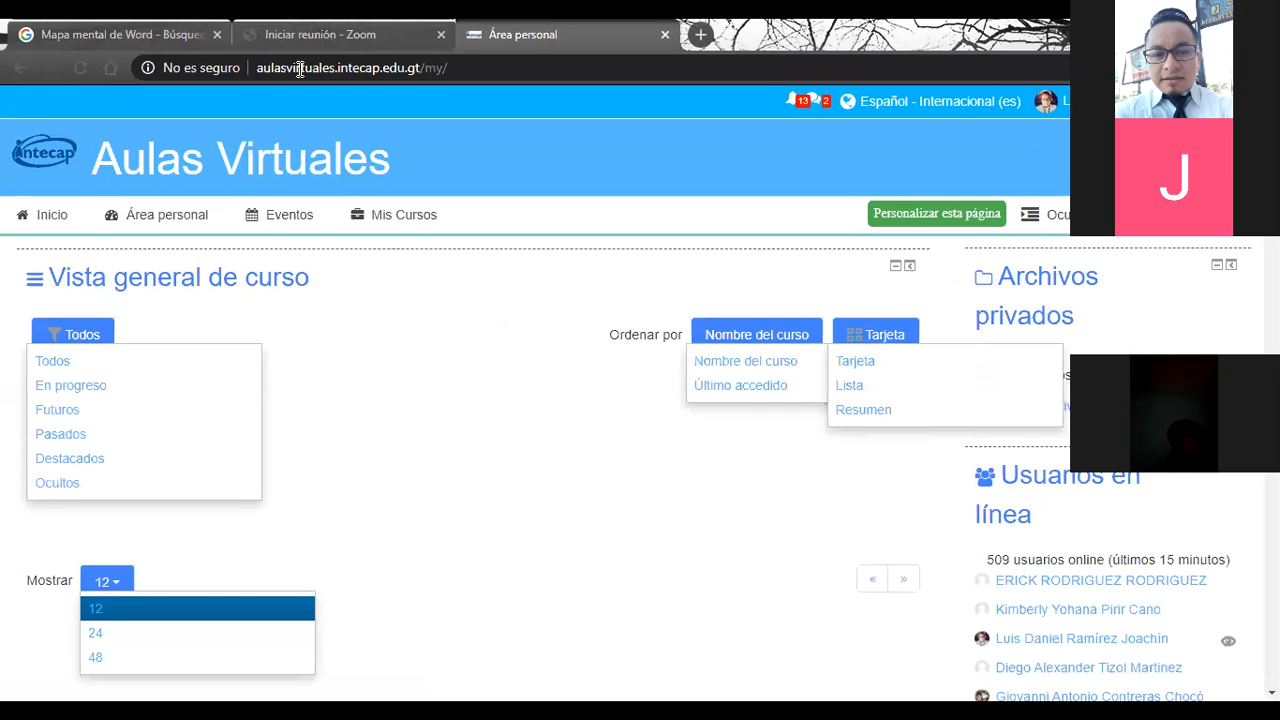 Mapa mental de Word - Búsque
Iniciar reunión - Zoom
Área personal
No es seguro
aulasvirtuales.intecap.edu.gt/my/
13
2
Español - Internacional (es)
L
intecap
Aulas Virtuales
J
Inicio
Área personal
Eventos
Mis Cursos
Personalizar esta página
Ocu
Vista general de curso
Archivos
privados
Todos
Ordenar por
Nombre del curso
Tarjeta
Todos
En progreso
Futuros
Pasados
Destacados
Ocultos
Nombre del curso
Último accedido
Tarjeta
Lista
Resumen
Usuarios en
línea
509 usuarios online (últimos 15 minutos)
ERICK RODRIGUEZ RODRIGUEZ
Kimberly Yohana Pirir Cano
Luis Daniel Ramírez Joachín
Diego Alexander Tizol Martinez
Giovanni Antonio Contreras Chocó
Mostrar
12
«
»
12
24
48